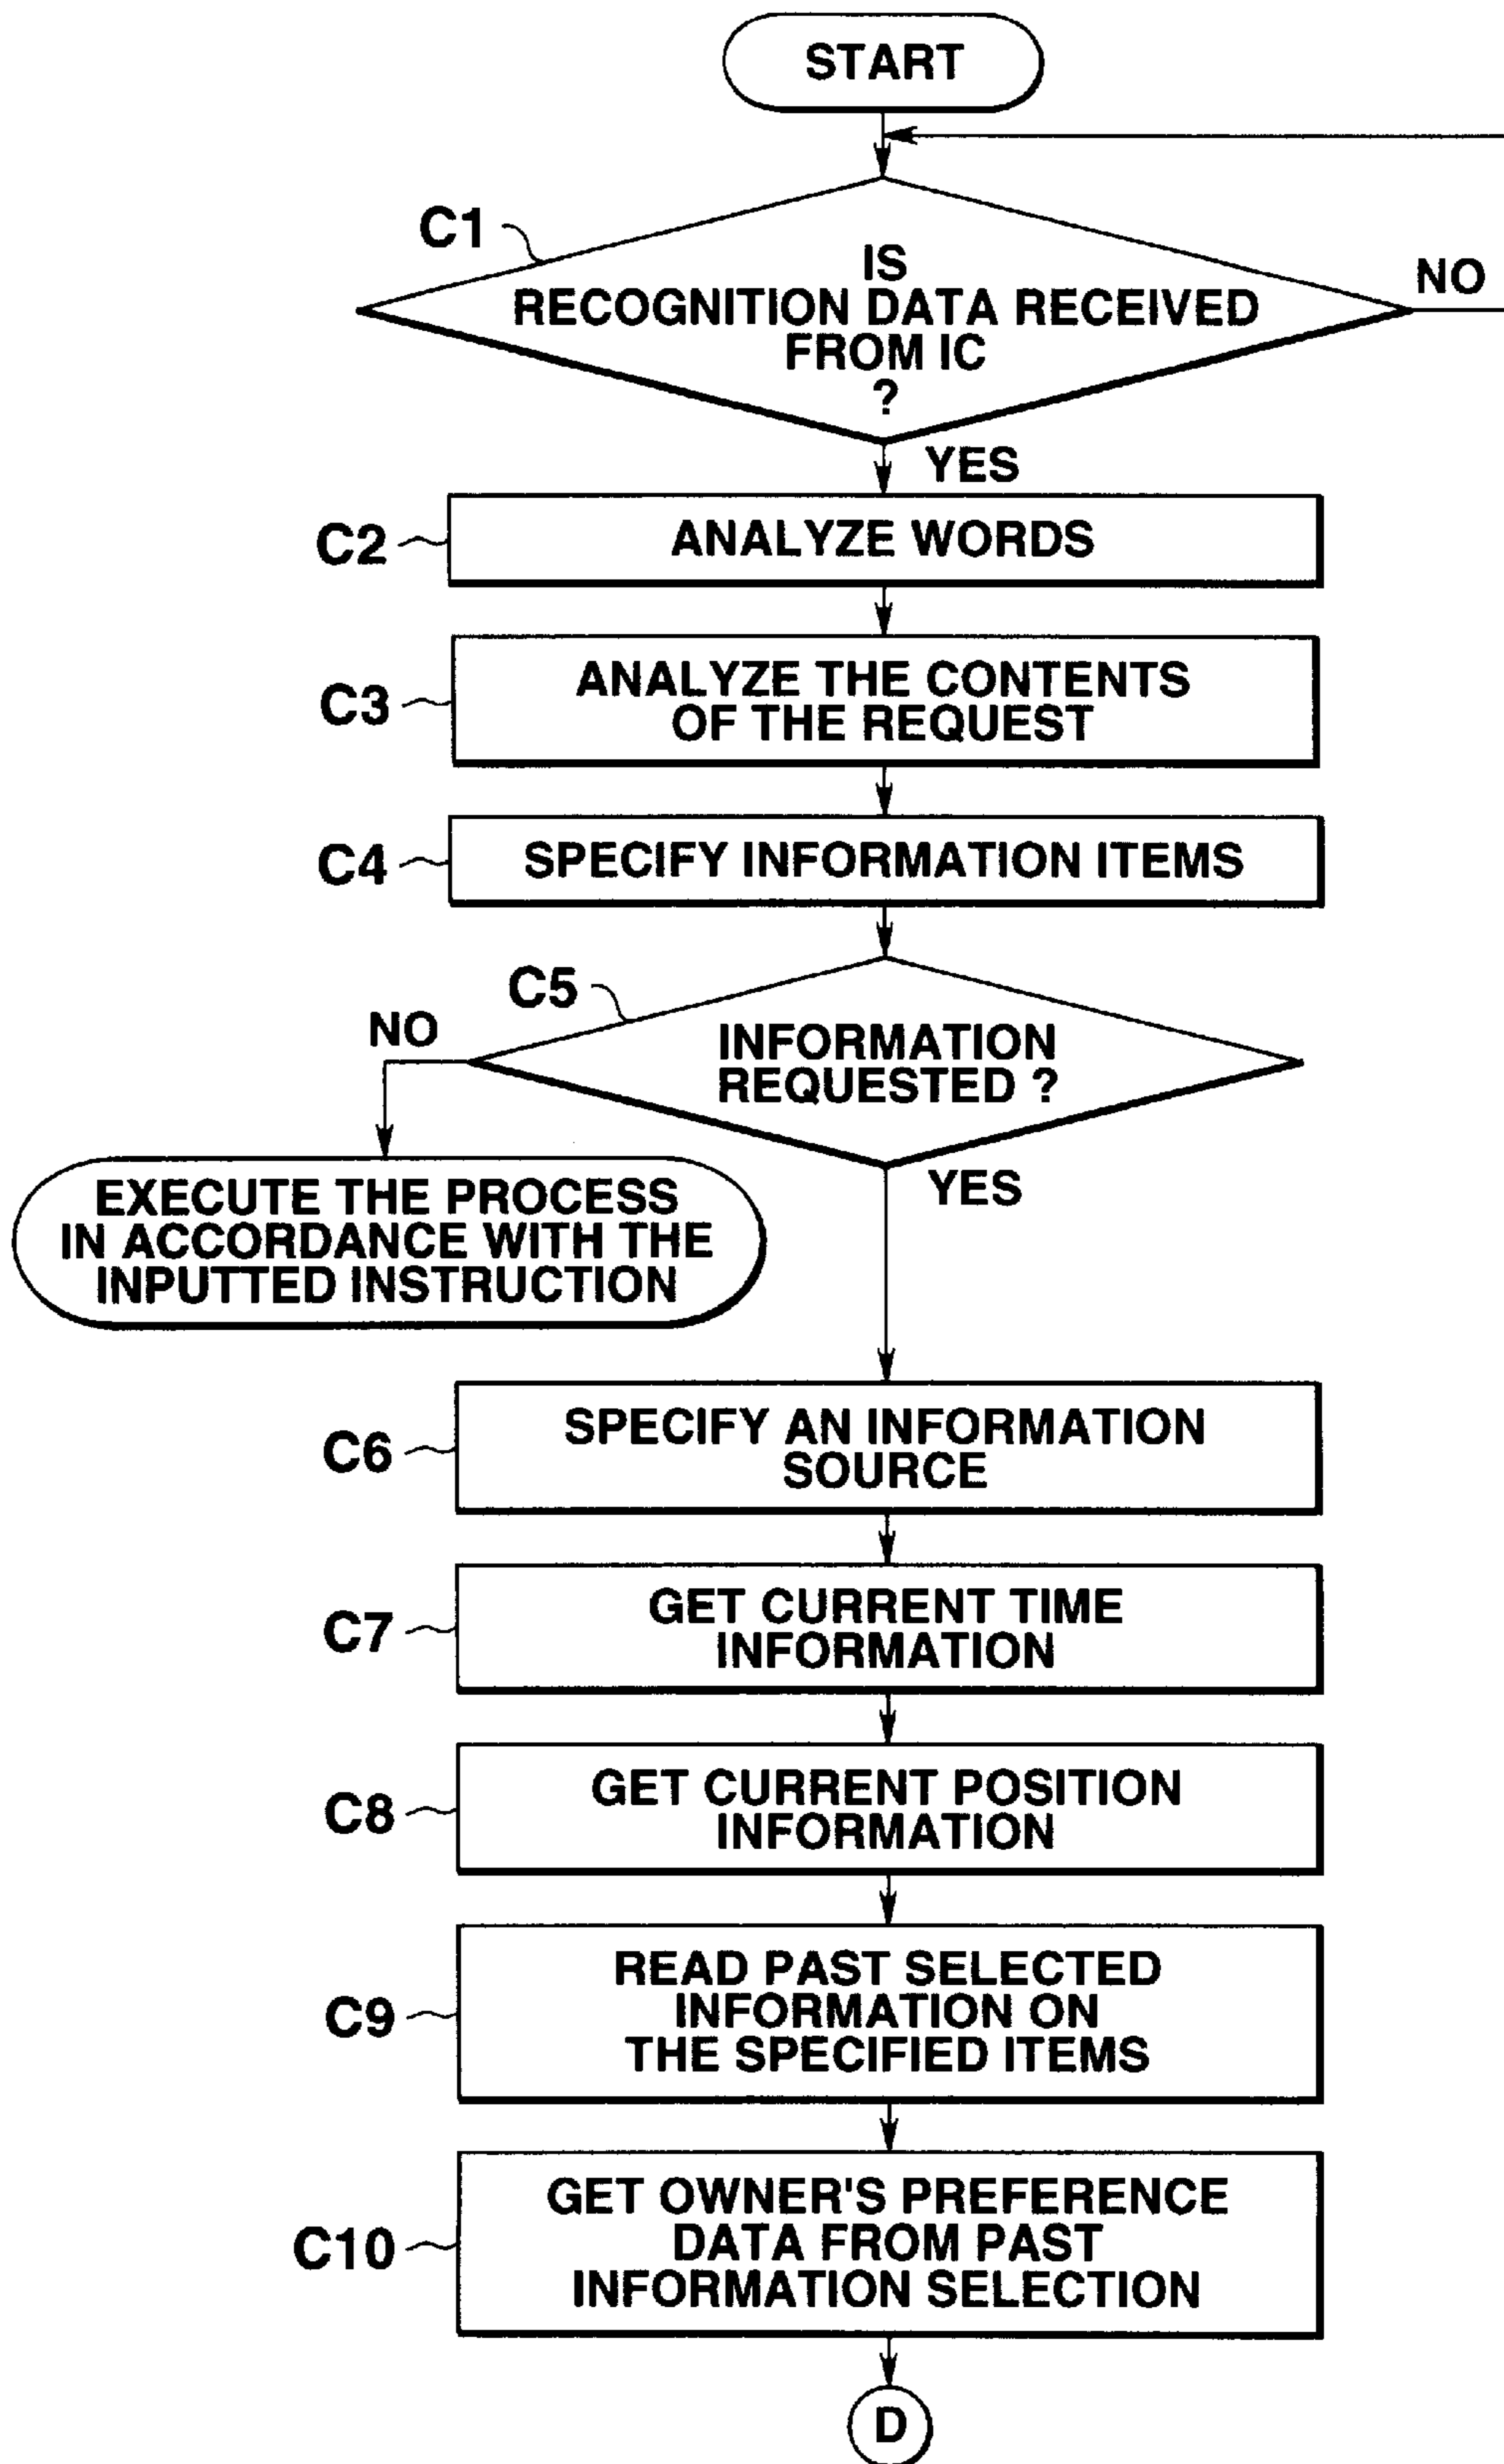 START
C1
IS
RECOGNITION DATA RECEIVED
FROM IC
?
NO
YES
C2
ANALYZE WORDS
C3
ANALYZE THE CONTENTS
OF THE REQUEST
C4
SPECIFY INFORMATION ITEMS
C5
NO
INFORMATION
REQUESTED ?
YES
EXECUTE THE PROCESS
IN ACCORDANCE WITH THE
INPUTTED INSTRUCTION
C6
SPECIFY AN INFORMATION
SOURCE
C7
GET CURRENT TIME
INFORMATION
C8
GET CURRENT POSITION
INFORMATION
C9
READ PAST SELECTED
INFORMATION ON
THE SPECIFIED ITEMS
C10
GET OWNER'S PREFERENCE
DATA FROM PAST
INFORMATION SELECTION
D